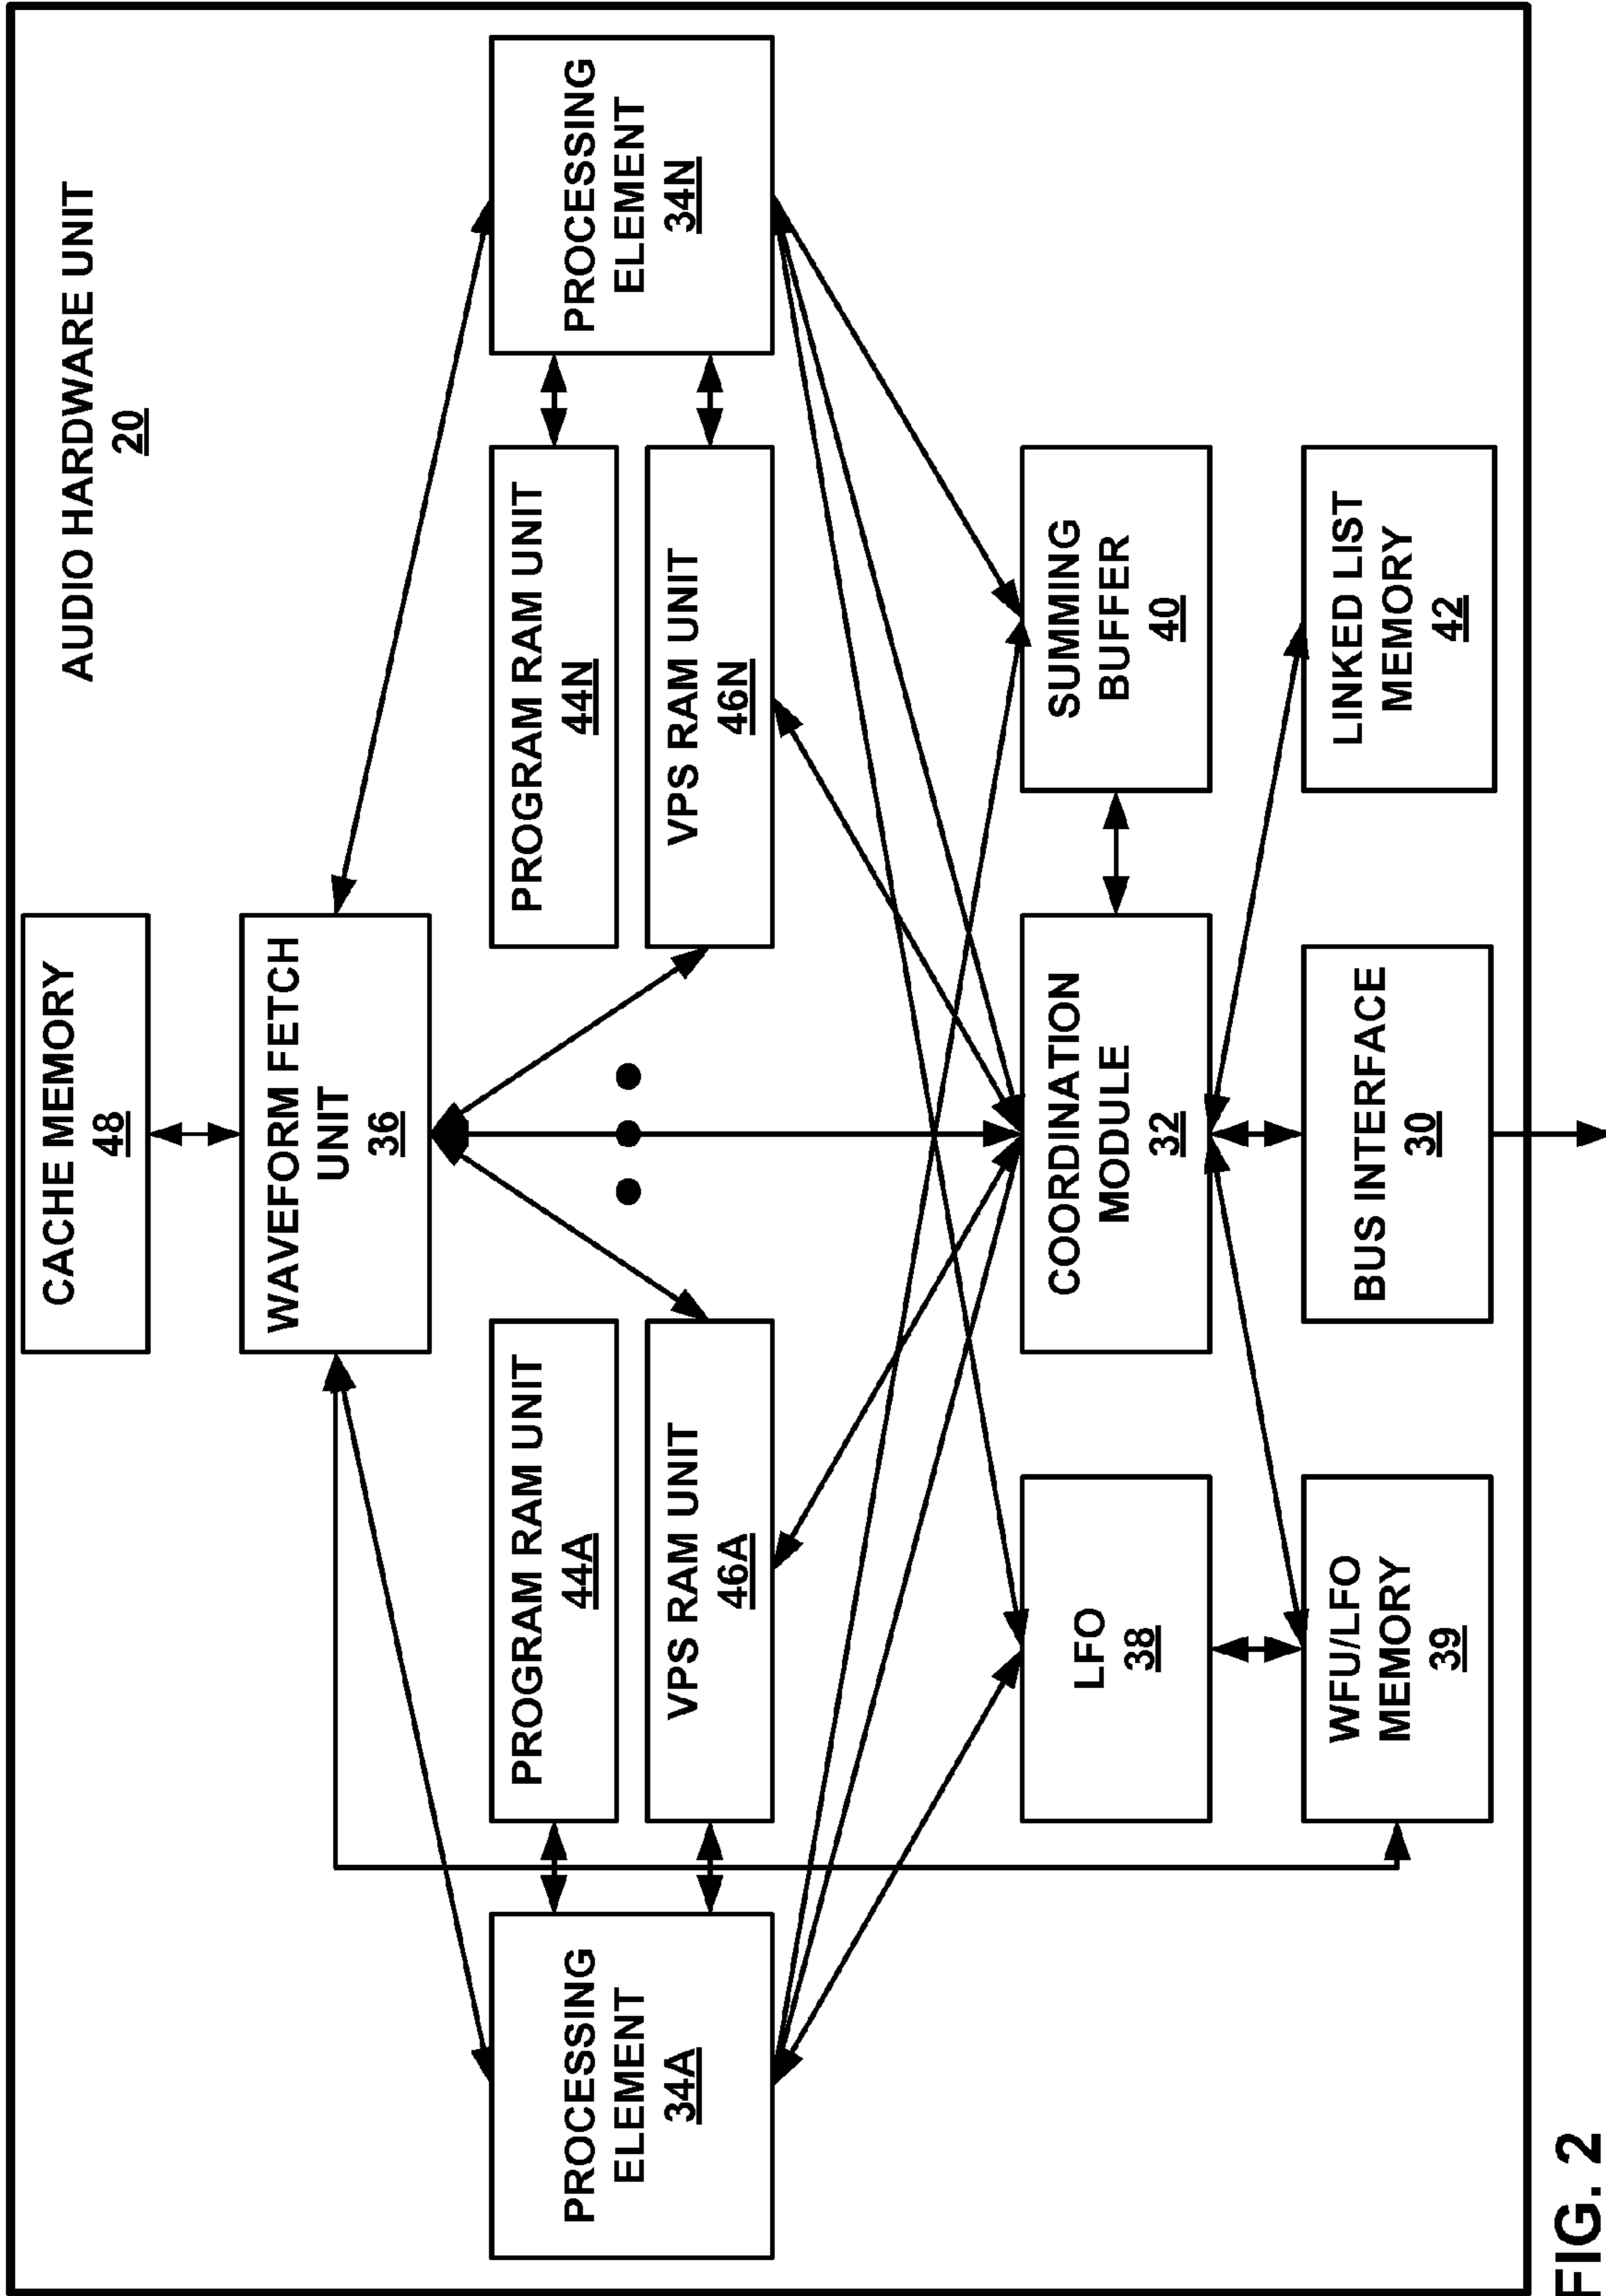 AUDIO HARDWARE UNIT
20
CACHE MEMORY
48
WAVEFORM FETCH
UNIT
36
PROCESSING
ELEMENT
34A
PROGRAM RAM UNIT
44A
VPS RAM UNIT
46A
PROGRAM RAM UNIT
44N
VPS RAM UNIT
46N
PROCESSING
ELEMENT
34N
LFO
38
COORDINATION
MODULE
32
SUMMING
BUFFER
40
WFU/LFO
MEMORY
39
BUS INTERFACE
30
LINKED LIST
MEMORY
42
FIG. 2